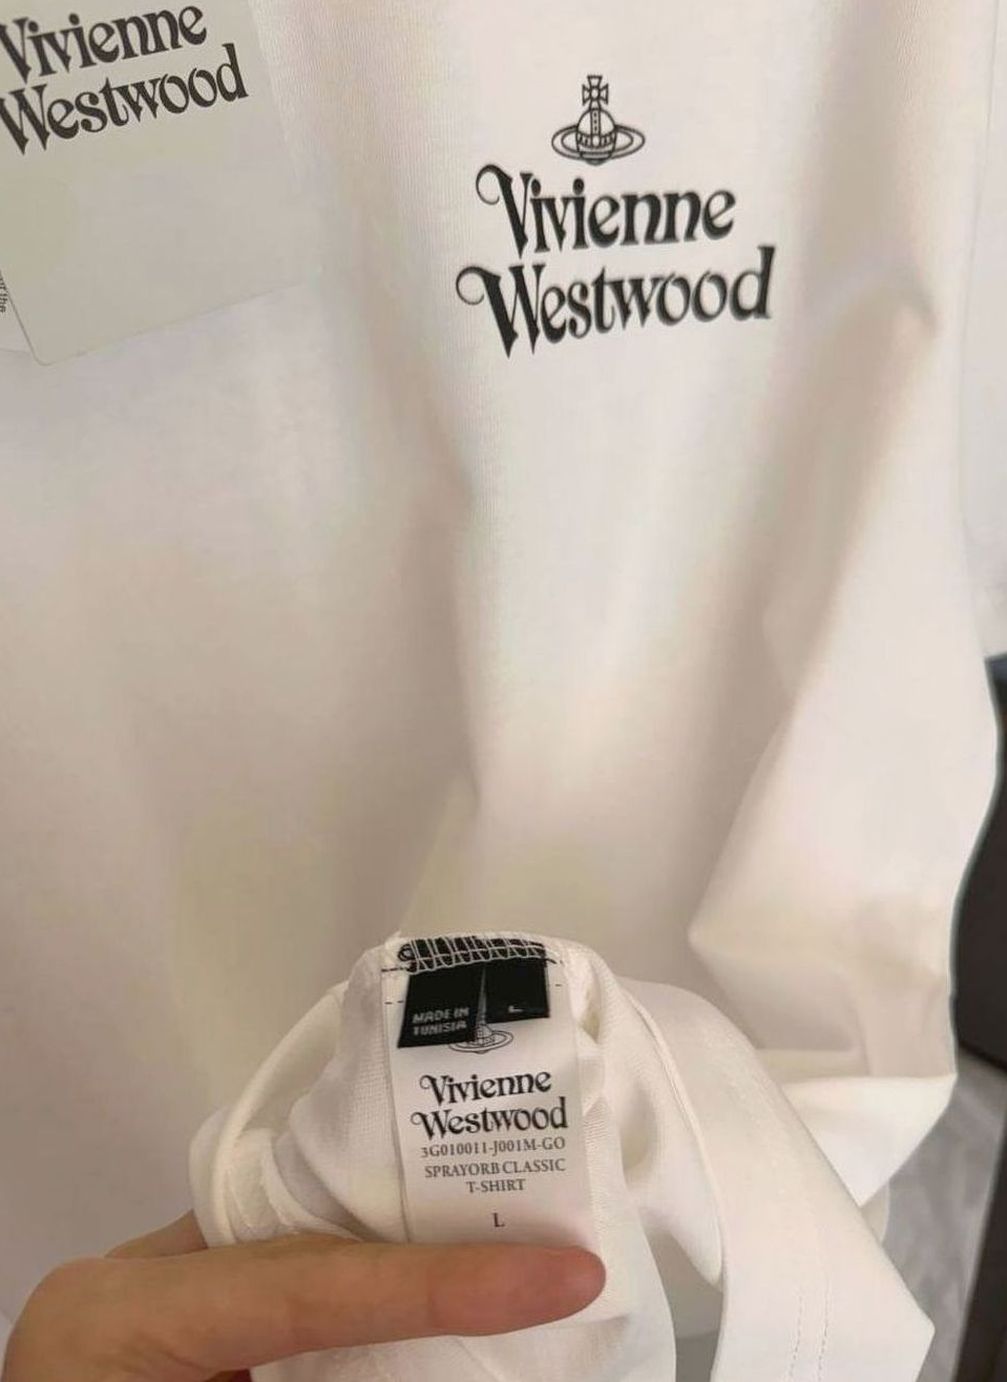 Vivienne
Westwood
Vivienne
Westwood
MADE IN
TUNISIA
L
Vivienne
Westwood
3G010011-J001M-GO
SPRAYORB CLASSIC
T-SHIRT
L